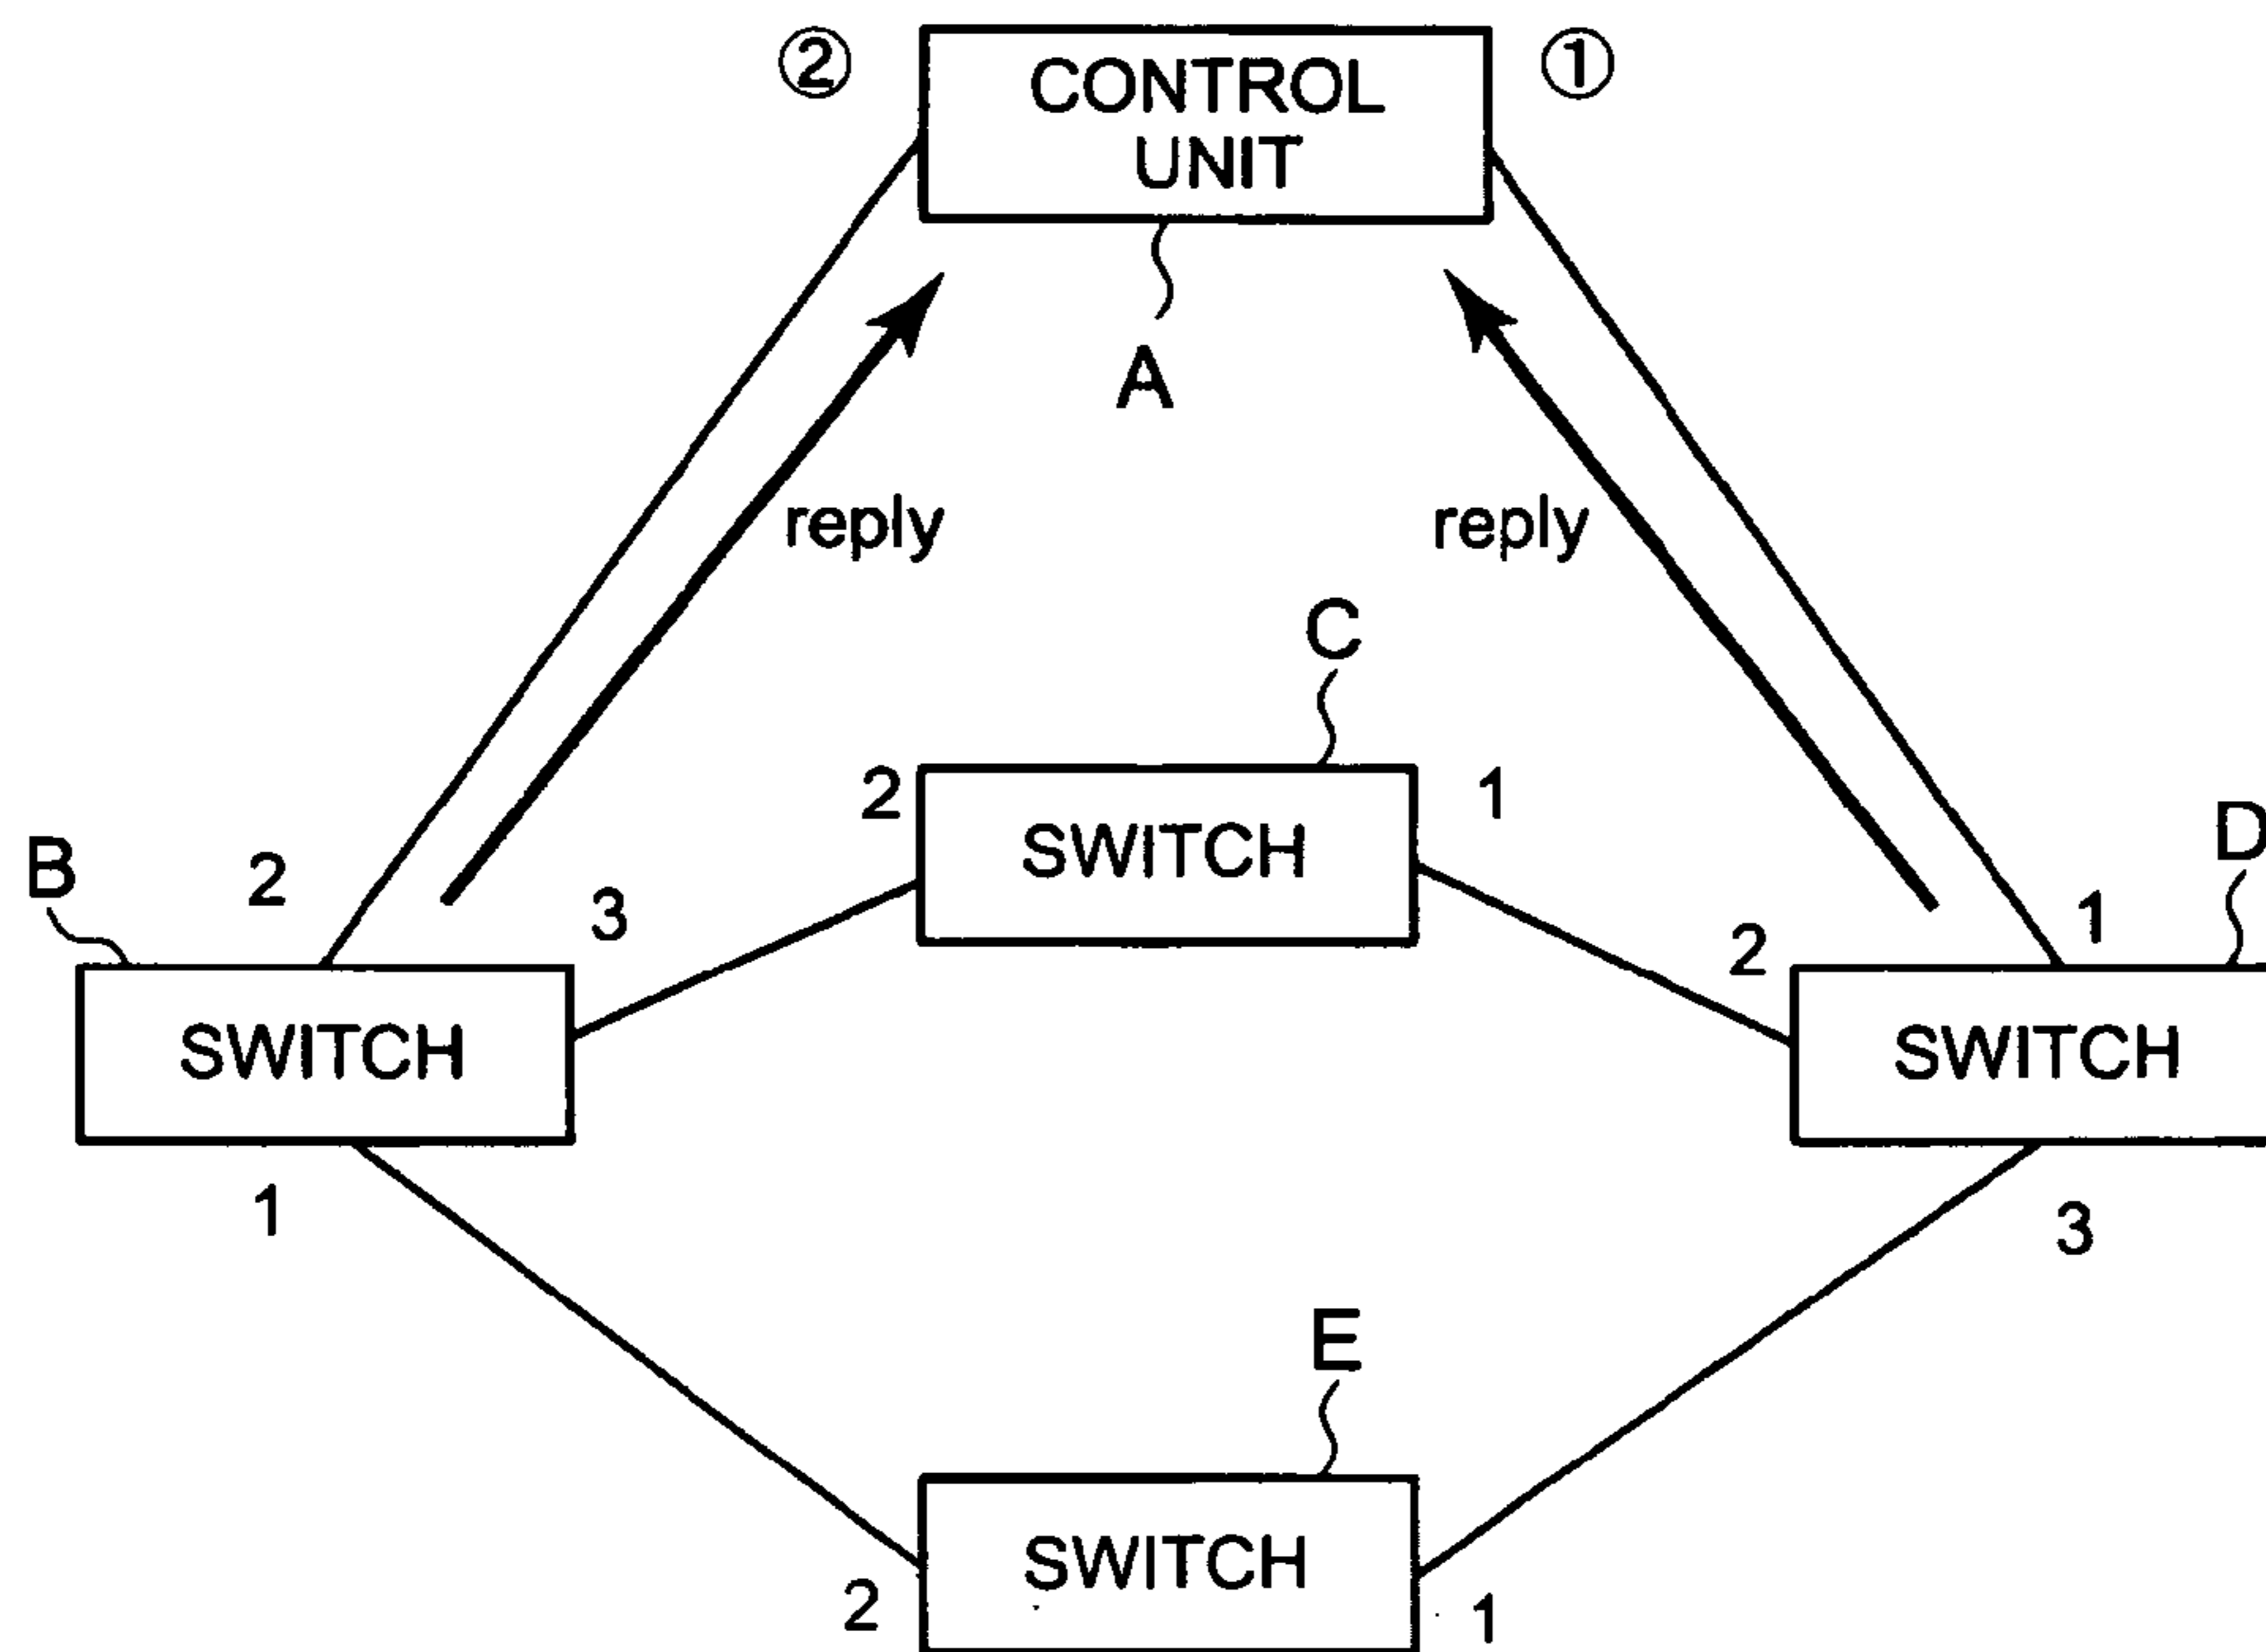 ②
CONTROL
UNIT
①
A
reply
reply
C
2
SWITCH
1
B
2
3
SWITCH
1
2
1
D
SWITCH
3
E
2
SWITCH
1